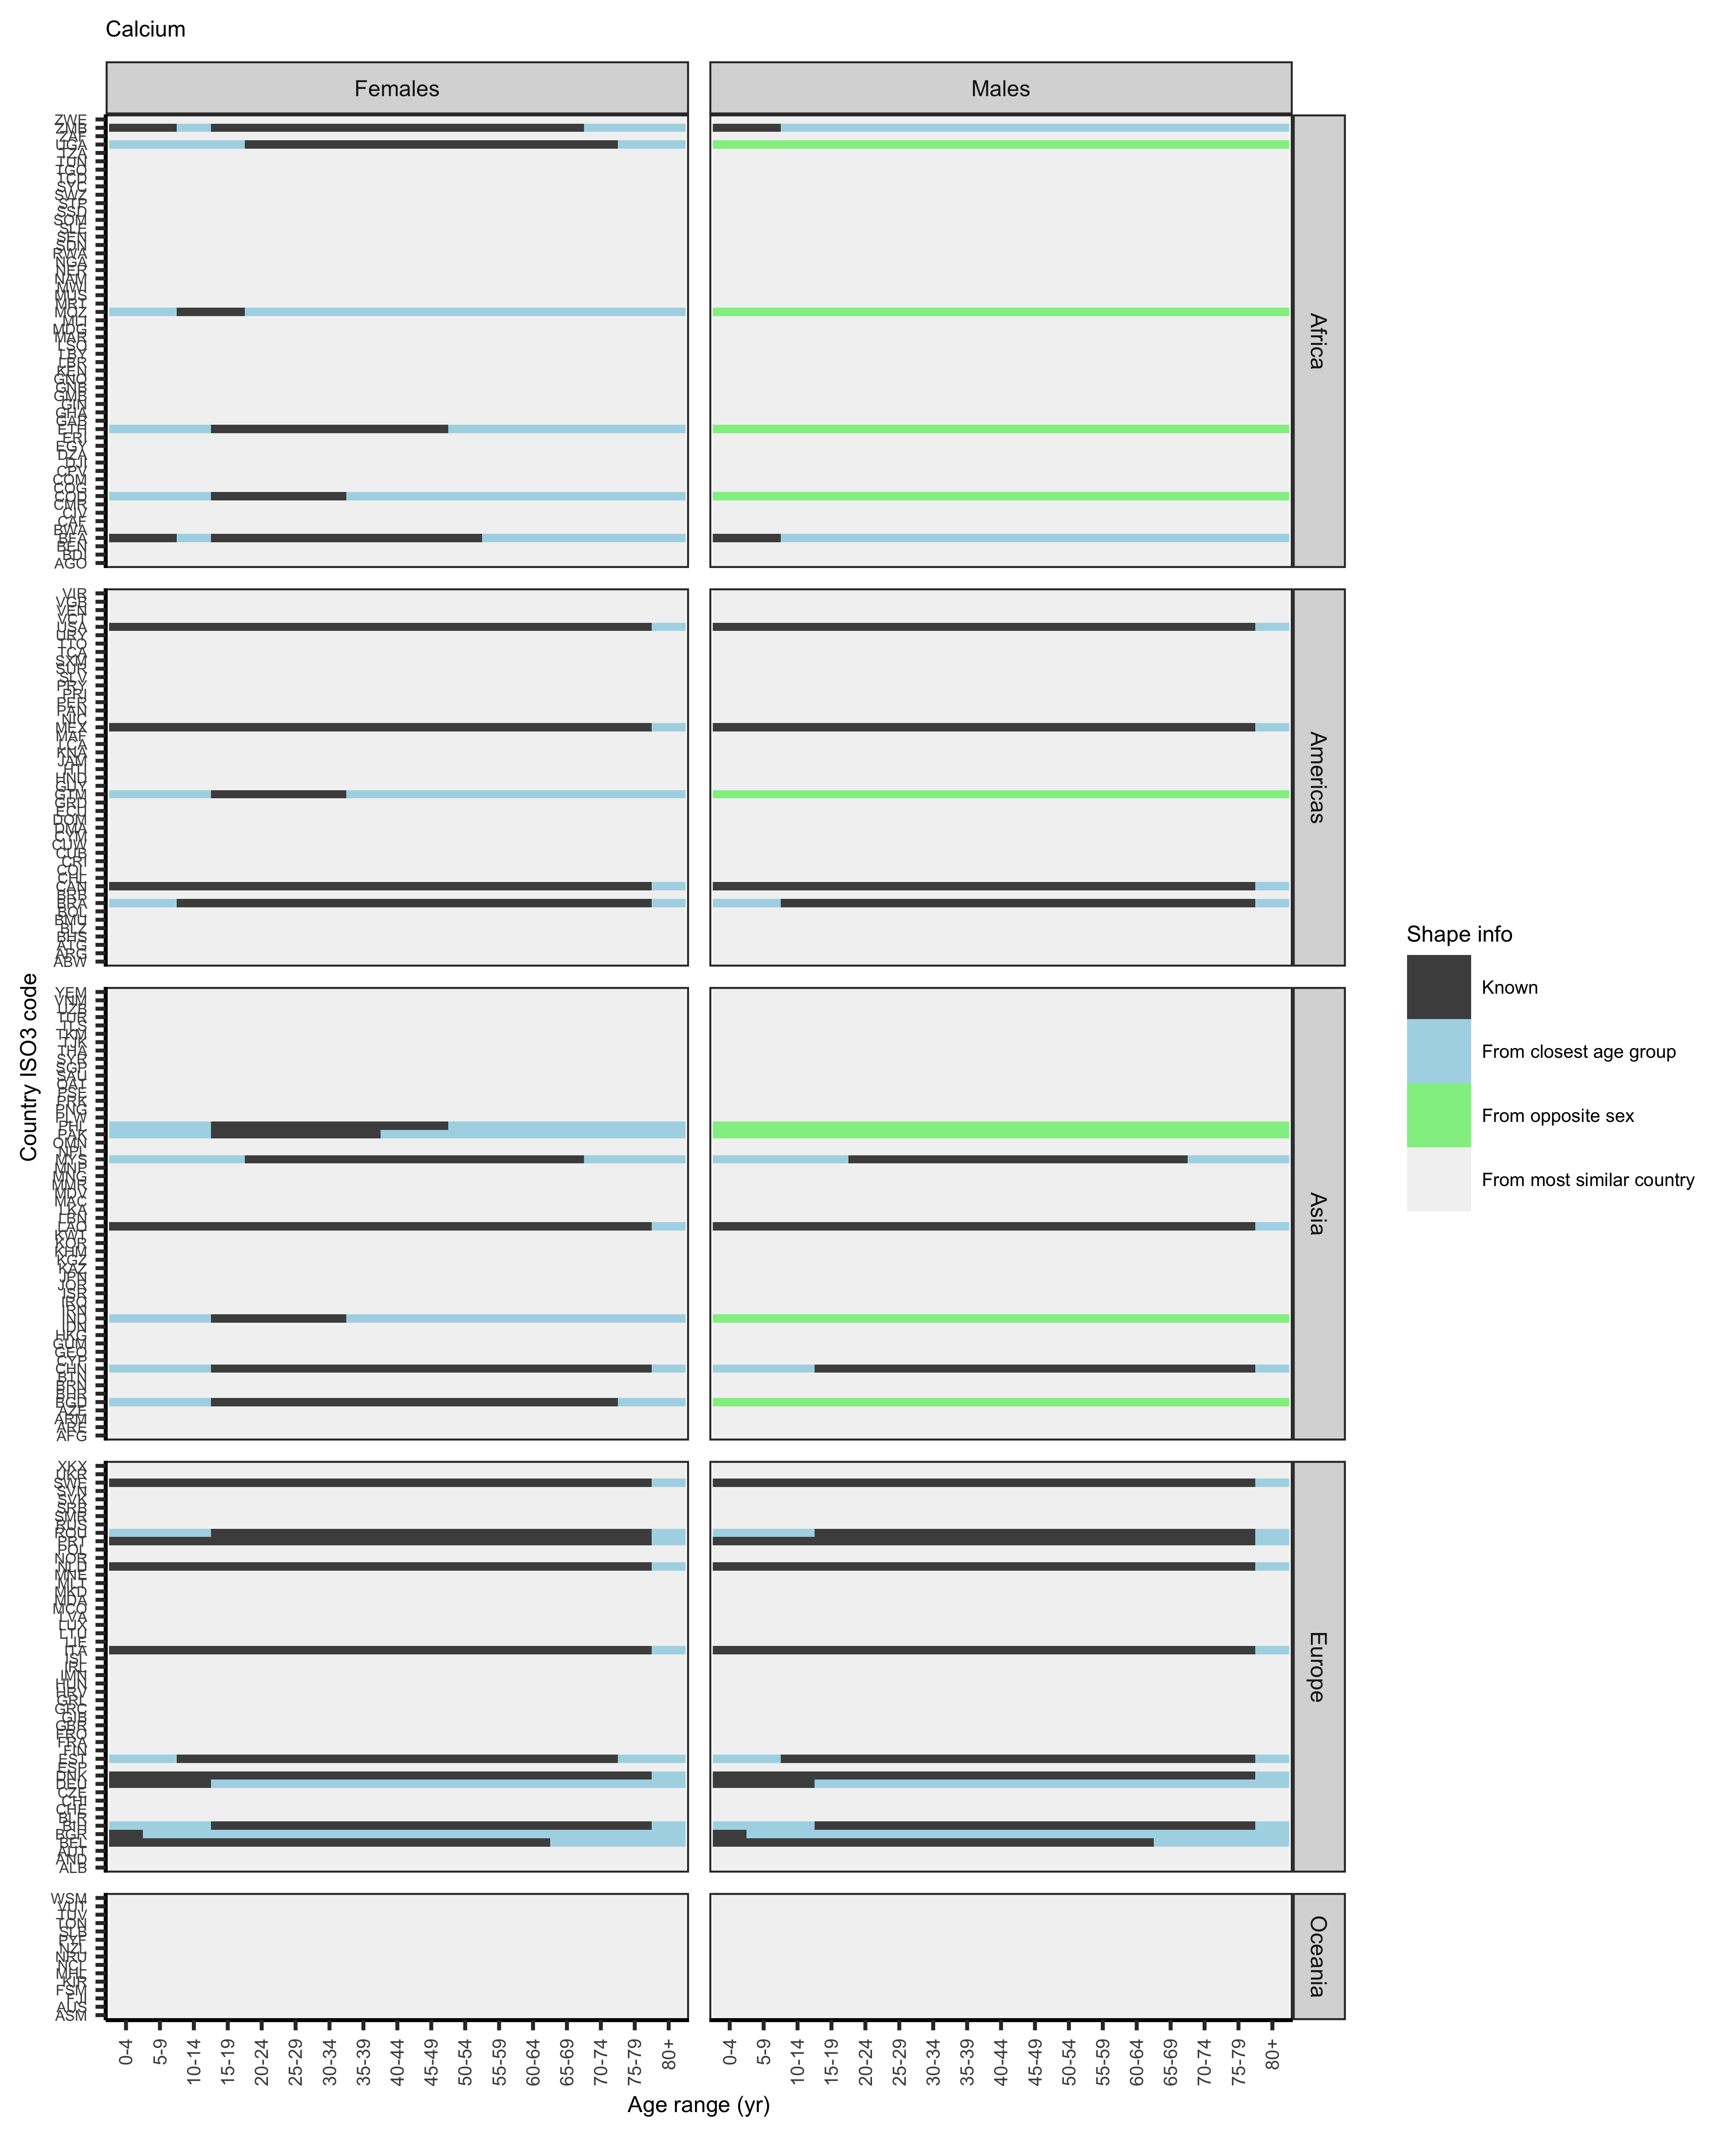 Calcium
Females
Males
ZWE
ZMB
ZAF
UGA
TZA
TUN
TGO
TCD
SYC
SWZ
STP
SSD
SOM
SLE
SEN
SDN
RWA
NGA
NER
NAM
MWI
MUS
MRT
MOZ
MLI
MDG
MAR
LSO
LBY
LBR
KEN
GNQ
GNB
GMB
GIN
GHA
GAB
ETH
ERI
EGY
DZA
DJI
CPV
COM
COG
COD
CMR
CIV
CAF
BWA
BFA
BEN
BDI
AGO
Africa
VIR
VGB
VEN
VCT
USA
URY
TTO
TCA
SXM
SUR
SLV
PRY
PRI
PER
PAN
NIC
MEX
MAF
LCA
KNA
JAM
HTI
HND
GUY
GTM
GRD
ECU
DOM
DMA
CYM
CUW
CUB
CRI
COL
CHL
CAN
BRB
BRA
BOL
BMU
BLZ
BHS
ATG
ARG
ABW
Americas
YEM
VNM
UZB
TUR
TLS
TKM
TJK
THA
SYR
SGP
SAU
QAT
PSE
PRK
PNG
PLW
PHL
PAK
OMN
NPL
MYS
MNP
MNG
MMR
MDV
MAC
LKA
LBN
LAO
KWT
KOR
KHM
KGZ
KAZ
JPN
JOR
ISR
IRQ
IRN
IND
IDN
HKG
GUM
GEO
CYP
CHN
BTN
BRN
BHR
BGD
AZE
ARM
ARE
AFG
Asia
XKX
UKR
SWE
SVN
SVK
SRB
SMR
RUS
ROU
PRT
POL
NOR
NLD
MNE
MLT
MKD
MDA
MCO
LVA
LUX
LTU
LIE
ITA
ISL
IRL
IMN
HUN
HRV
GRL
GRC
GIB
GBR
FRO
FRA
FIN
EST
ESP
DNK
DEU
CZE
CHI
CHE
BLR
BIH
BGR
BEL
AUT
AND
ALB
Europe
WSM
VUT
TUV
TON
SLB
PYF
NZL
NRU
NCL
MHL
KIR
FSM
FJI
AUS
ASM
Oceania
Country ISO3 code
0-4 5-9 10-14 15-19 20-24 25-29 30-34 35-39 40-44 45-49 50-54 55-59 60-64 65-69 70-74 75-79 80+
0-4 5-9 10-14 15-19 20-24 25-29 30-34 35-39 40-44 45-49 50-54 55-59 60-64 65-69 70-74 75-79 80+
Age range (yr)
Shape info
Known
From closest age group
From opposite sex
From most similar country